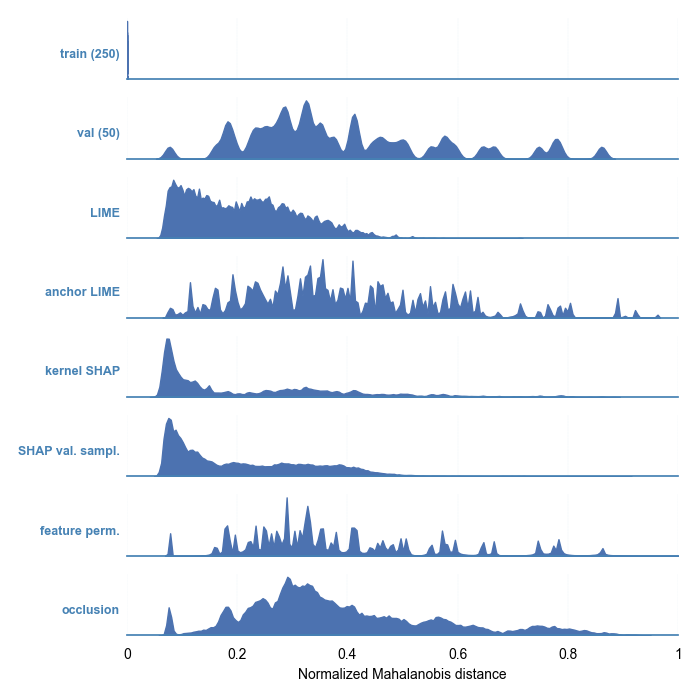 train (250)
val (50)
LIME
anchor LIME
kernel SHAP
SHAP val. sampl.
feature perm.
occlusion
0 0.2 0.4 0.6 0.8 1
Normalized Mahalanobis distance